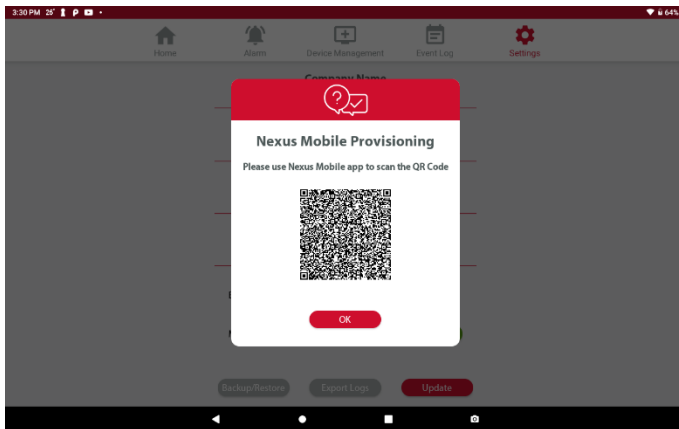 3:30 PM 26° P
64%
Home
Alarm
Device Management
Event Log
Settings
Company Name
Nexus Mobile Provisioning
Please use Nexus Mobile app to scan the QR Code
OK
Backup/Restore
Export Logs
Update